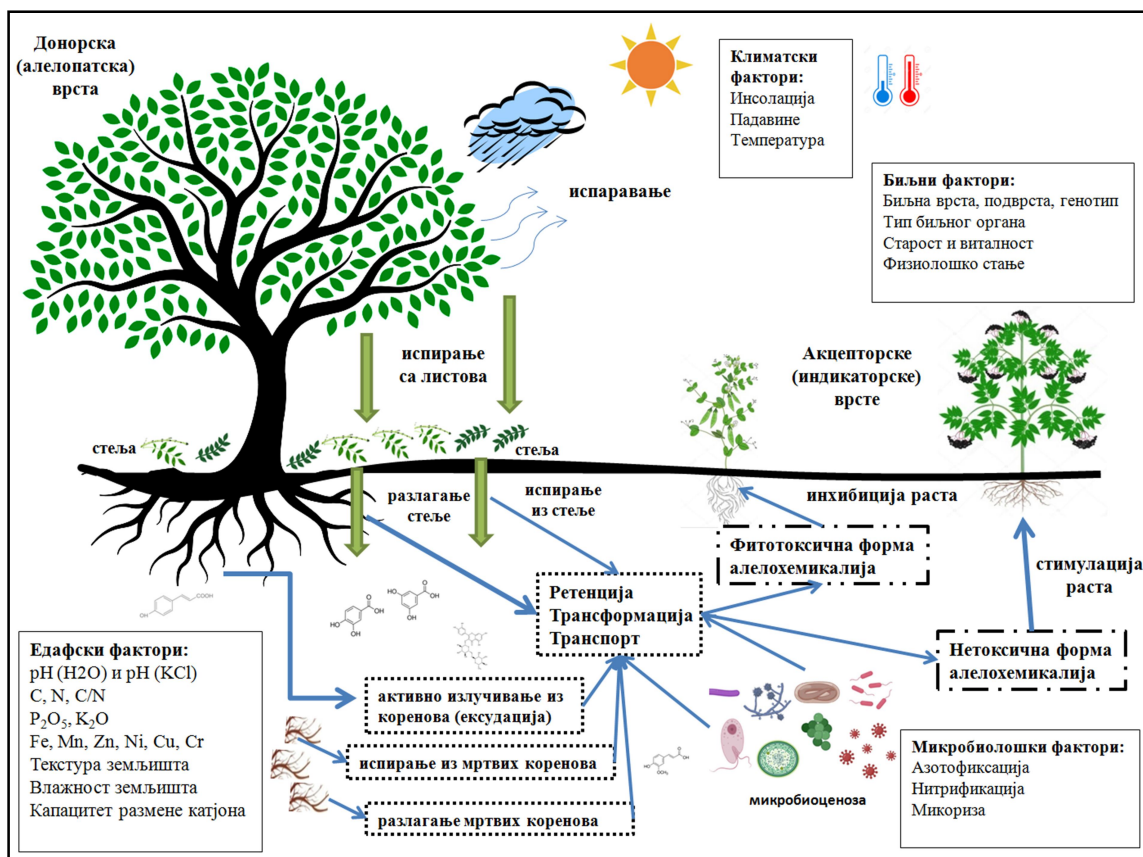 Донорска
(алелопатска)
врста
Климатски
фактори:
Инсолација
Падавине
Температура
испаравање
Биљни фактори:
Биљна врста, подврста, генотип
Тип биљног органа
Старост и виталност
Физиолошко стање
испирање
са листова
Акцепторске
(индикаторске)
врсте
стеља
стеља
разлагање
стеље
испирање
из стеље
инхибиција раста
Фитотоксична форма
алелохемикалија
стимулација
раста
Ретенција
Трансформација
Транспорт
Нетоксична форма
алелохемикалија
Едафски фактори:
pH (H2O) и pH (KCl)
C, N, C/N
P₂O₅, K₂O
Fe, Mn, Zn, Ni, Cu, Cr
Текстура земљишта
Влажност земљишта
Капацитет размене катјона
активно излучивање из
коренова (ексудација)
испирање из мртвих коренова
разлагање мртвих коренова
микробиоценоза
Микробиолошки фактори:
Азотофиксација
Нитрификација
Микориза